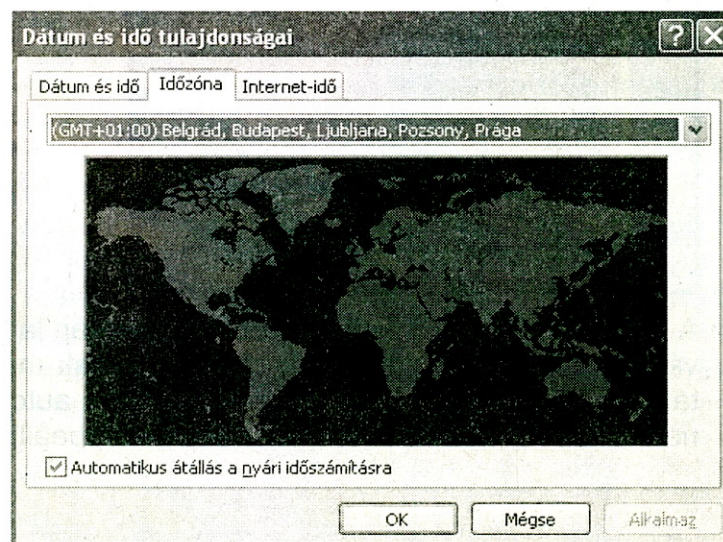 Dátum és idő tulajdonságai
Dátum és idő Időzóna Internet-idő
(GMT+01:00) Belgrád, Budapest, Ljubljana, Pozsony, Prága
Automatikus átállás a nyári időszámításra
OK Mégse Alkalmaz